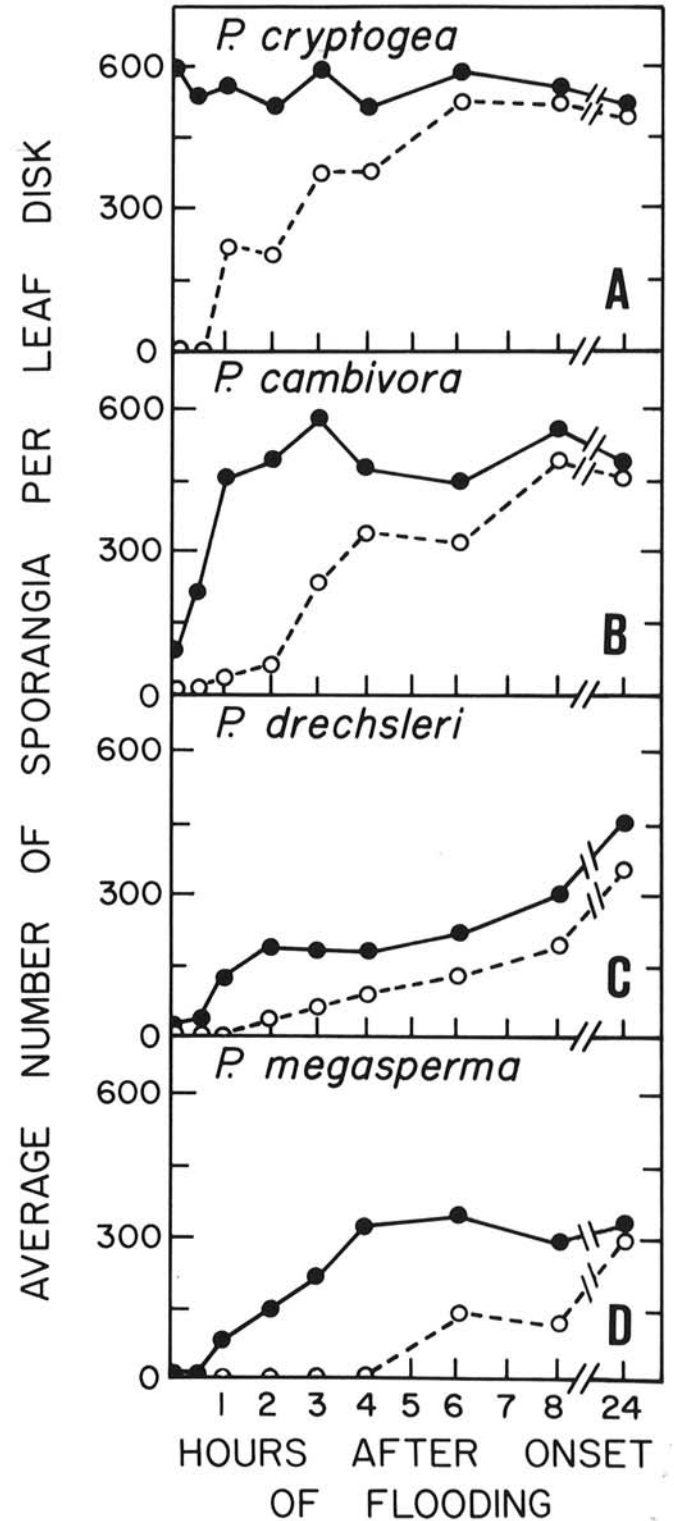 AVERAGE NUMBER OF SPORANGIA PER LEAF DISK
P. cryptogea
600
300
0
A
P. cambivora
600
300
0
B
P. drechsleri
600
300
0
C
P. megasperma
600
300
0
D
1 2 3 4 5 6 7 8 24
HOURS AFTER ONSET
OF FLOODING